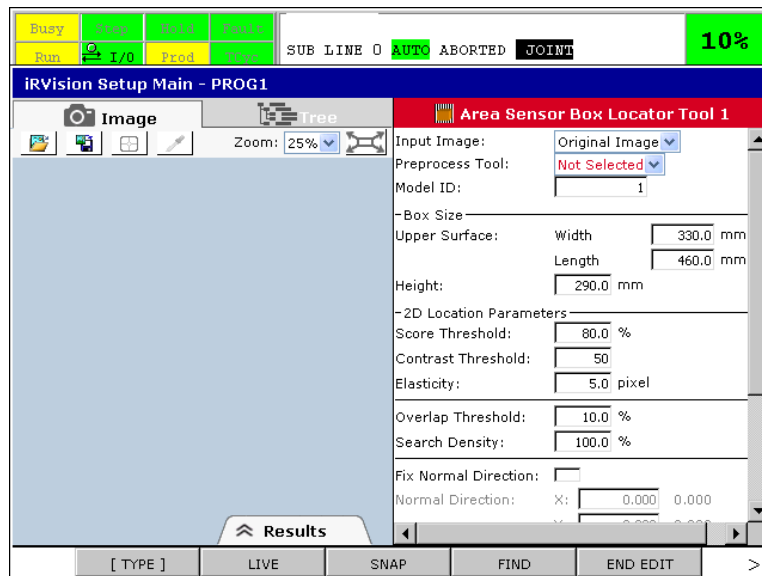 Busy Step Hold Fault
Run I/O Prod TCyc
SUB LINE 0 AUTO ABORTED JOINT
10%
iRVision Setup Main - PROG1
Image Tree
Zoom: 25%
Area Sensor Box Locator Tool 1
Input Image: Original Image
Preprocess Tool: Not Selected
Model ID: 1
Box Size
Upper Surface: Width 330.0 mm
Length 460.0 mm
Height: 290.0 mm
2D Location Parameters
Score Threshold: 80.0 %
Contrast Threshold: 50
Elasticity: 5.0 pixel
Overlap Threshold: 10.0 %
Search Density: 100.0 %
Fix Normal Direction:
Normal Direction: X: 0.000 0.000
Results
[ TYPE ] LIVE SNAP FIND END EDIT >